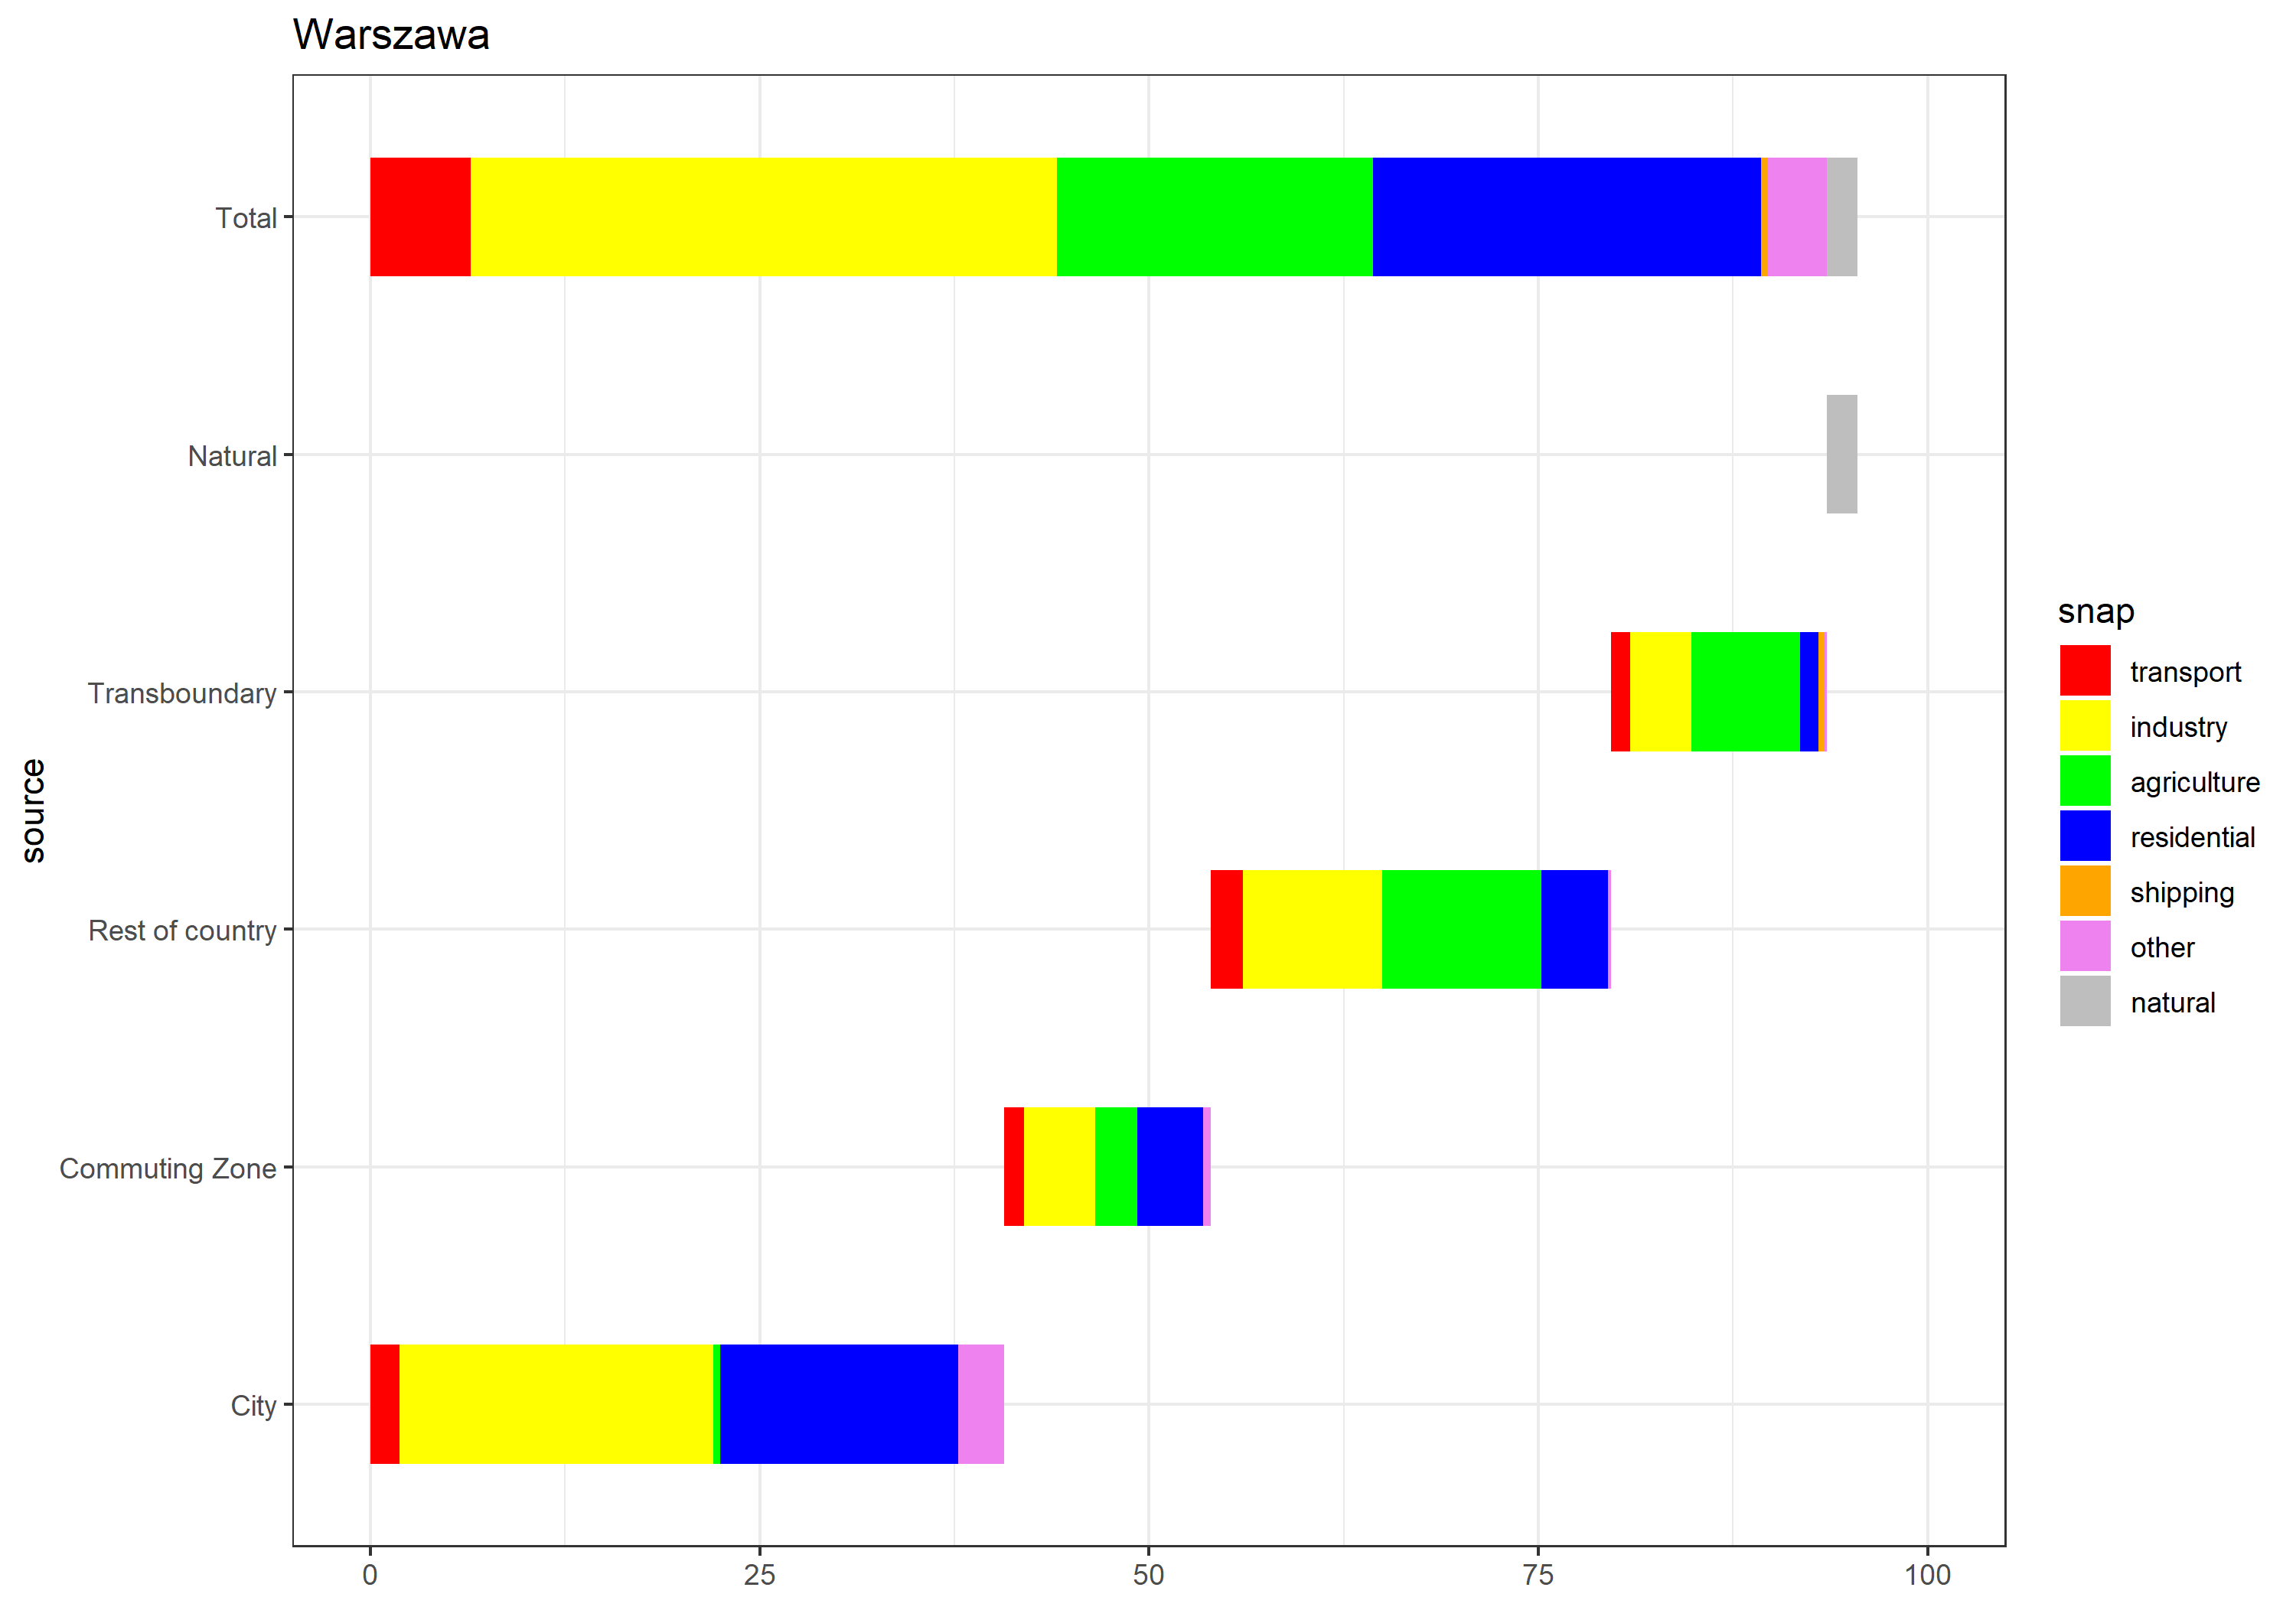 Warszawa
Total
Natural
Transboundary
Rest of country
Commuting Zone
City
source
0 25 50 75 100
snap
transport
industry
agriculture
residential
shipping
other
natural